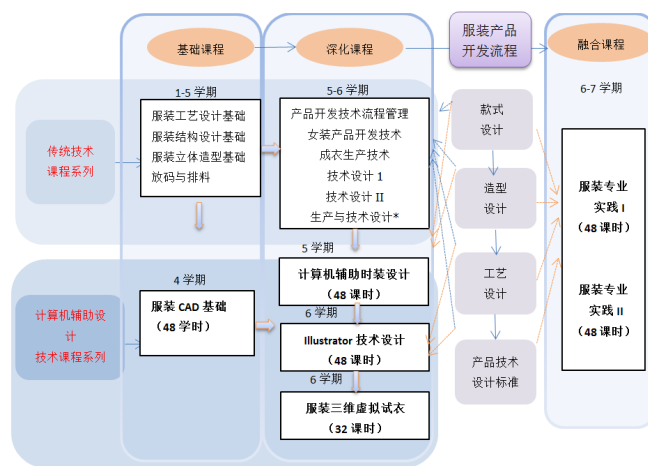 基础课程
深化课程
服装产品
开发流程
融合课程
1-5 学期
5-6 学期
6-7 学期
传统技术
课程系列
服装工艺设计基础
服装结构设计基础
服装立体造型基础
放码与排料
产品开发技术流程管理
女装产品开发技术
成衣生产技术
技术设计 1
技术设计 II
生产与技术设计*
款式
设计
造型
设计
工艺
设计
产品技术
设计标准
服装专业
实践 I
（48 课时）
服装专业
实践 II
（48 课时）
5 学期
计算机辅助时装设计
（48 课时）
4 学期
计算机辅助设
计
技术课程系列
服装 CAD 基础
（48 学时）
6 学期
Illustrator 技术设计
（48 课时）
6 学期
服装三维虚拟试衣
（32 课时）